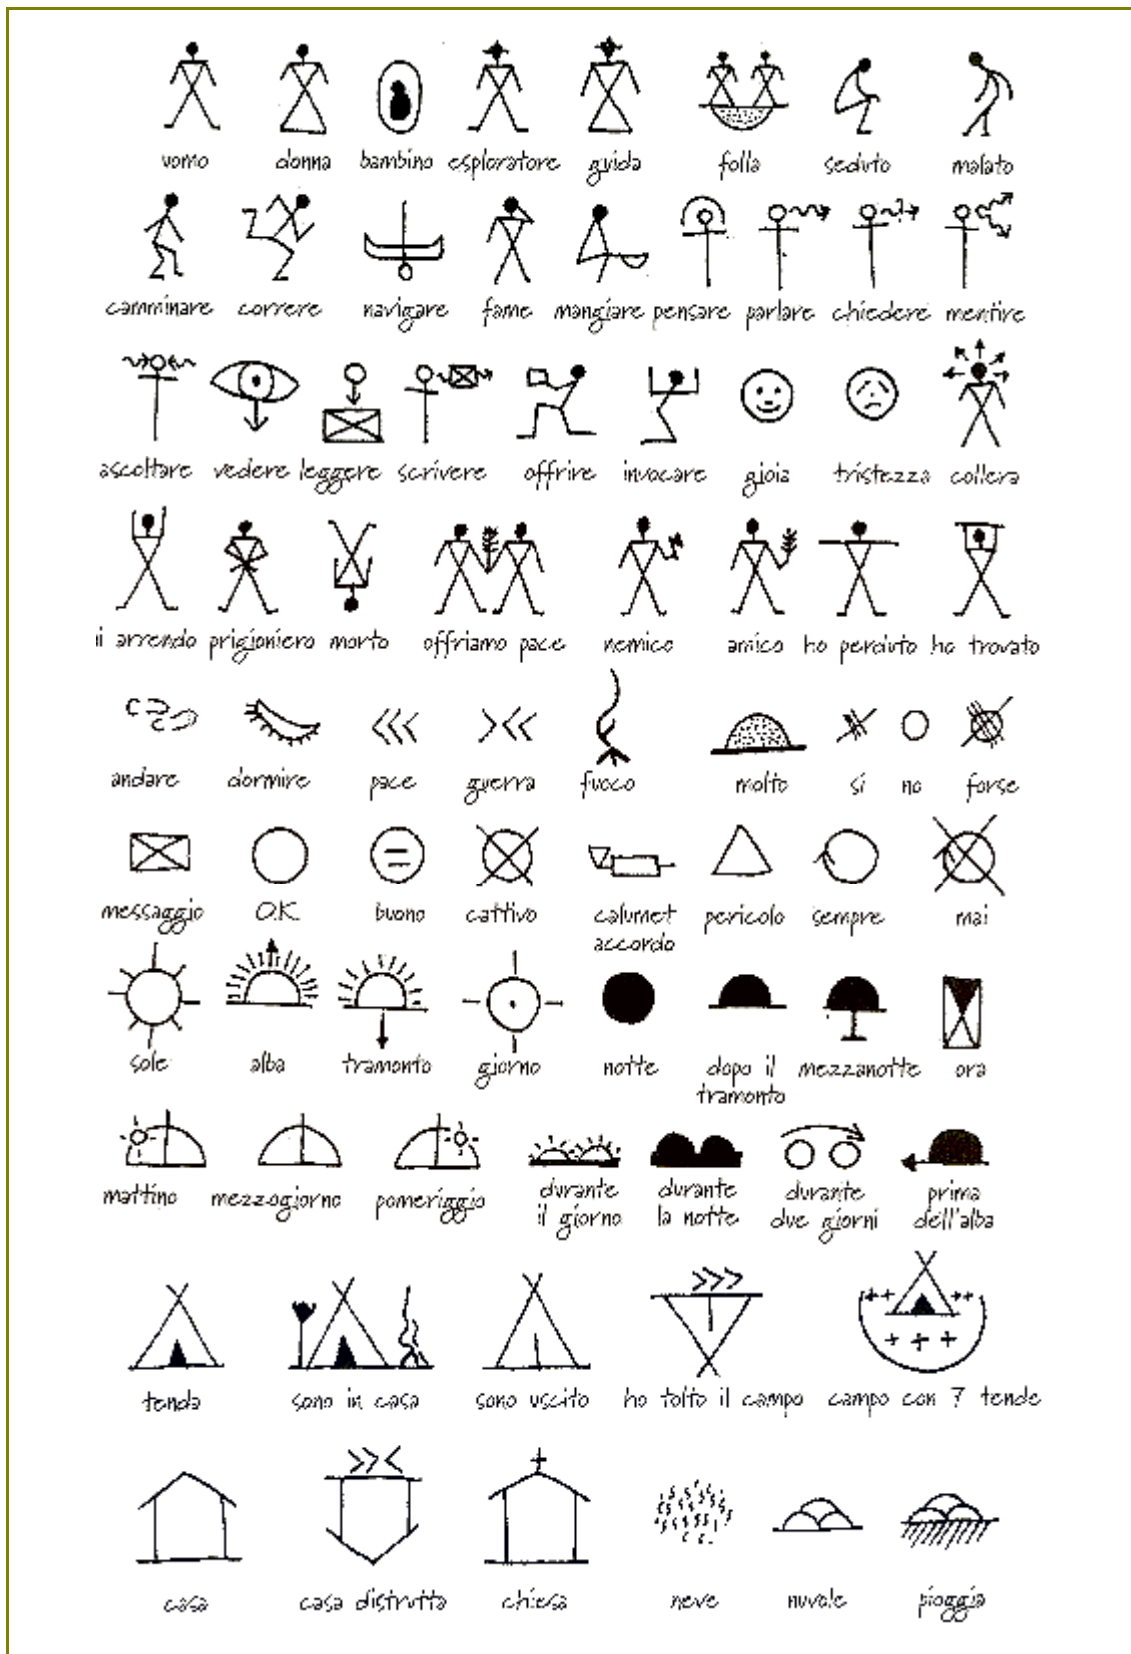 uomo donna bambino esploratore guida folla seduto malato
camminare correre navigare fame mangiare pensare parlare chiedere mentire
ascoltare vedere leggere scrivere offrire invocare gioia tristezza collera
i arrendo prigioniero morto offriamo pace nemico amico ho perduto ho trovato
andare dormire pace guerra fuoco molto sì no forse
messaggio O.K buono cattivo calumet accordo pericolo sempre mai
sole alba tramonto giorno notte dopo il tramonto mezzanotte ora
mattino mezzogiorno pomeriggio durante il giorno durante la notte durante due giorni prima dell'alba
tenda sono in casa sono uscito ho tolto il campo campo con 7 tende
casa casa distrutta chiesa neve nuvole pioggia